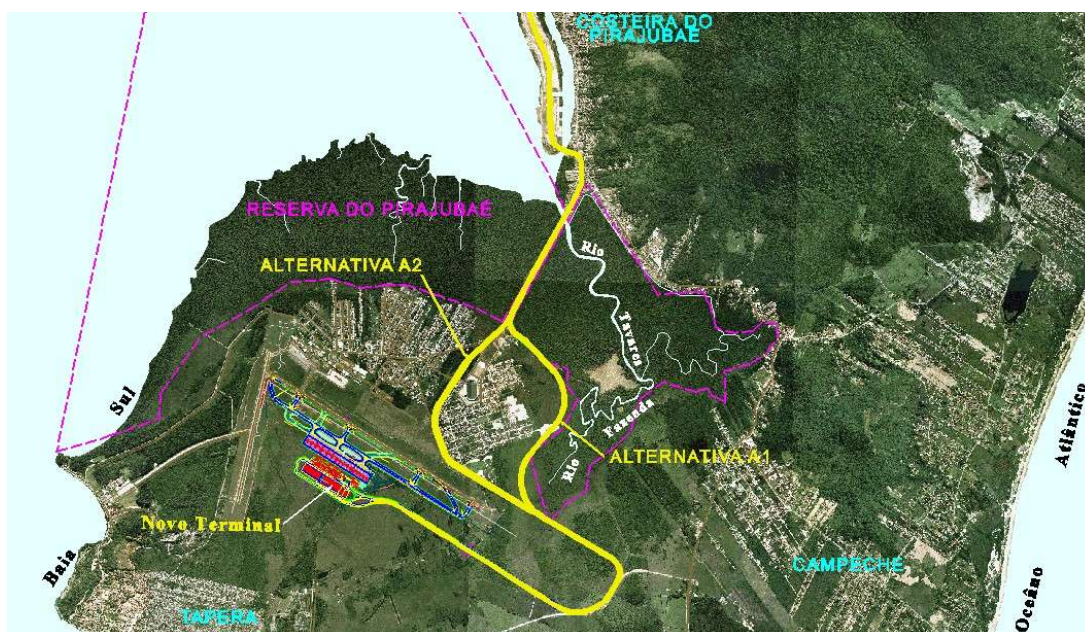 COSTEIRA DO
PIRAJUBAÉ
RESERVA DO PIRAJUBAÉ
ALTERNATIVA A2
Rio
Tavares
Sul
Fazenda
Rio
ALTERNATIVA A1
Atlântico
Novo Terminal
Baia
CAMPECHE
TAPERA
Oceâno